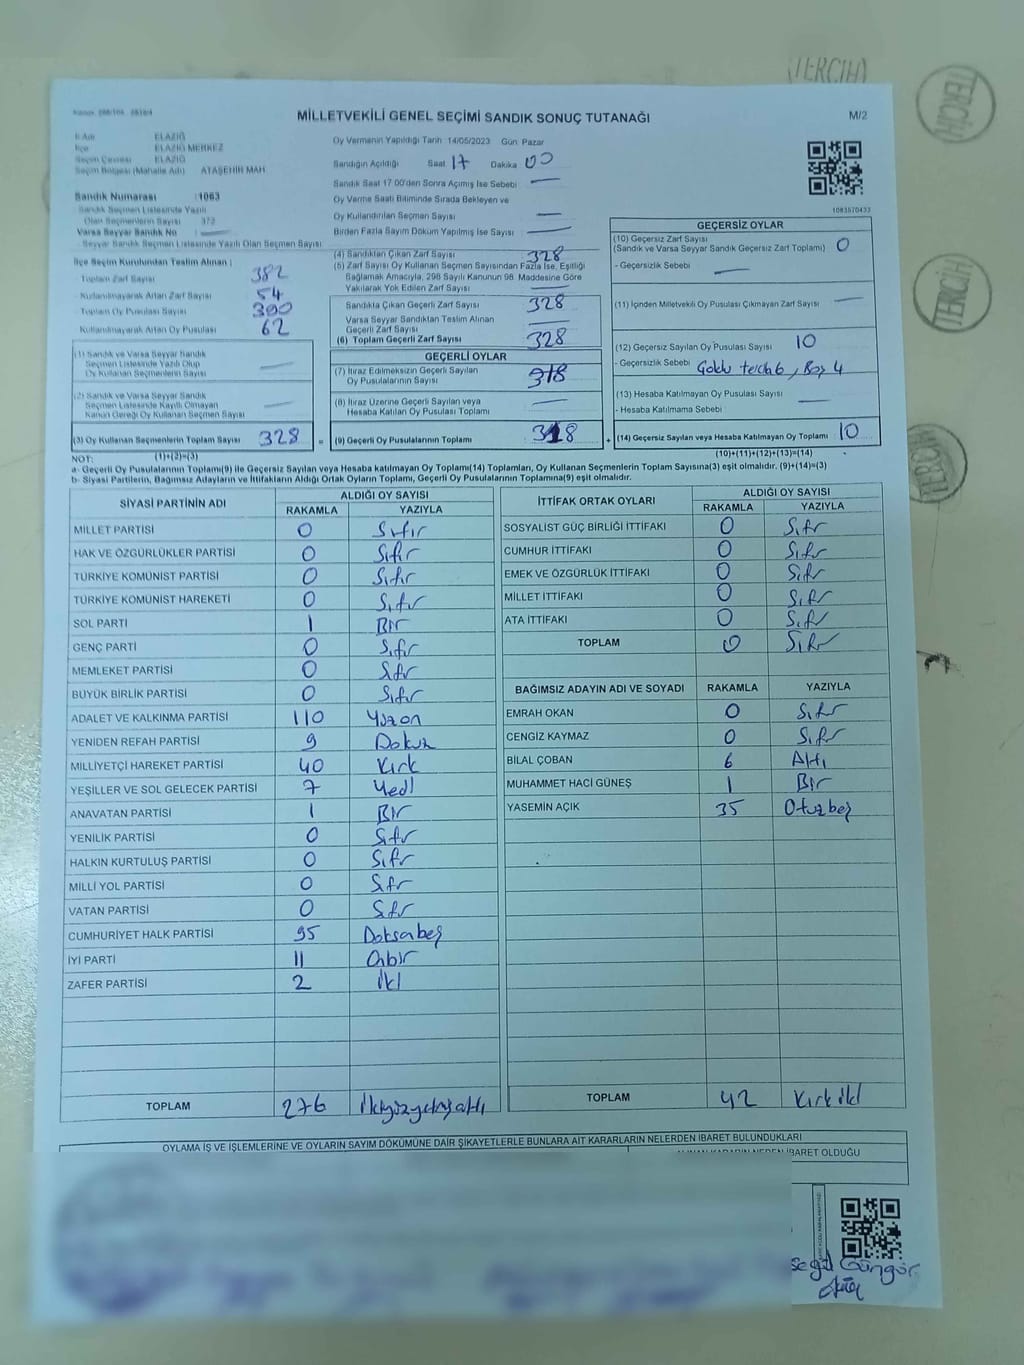 (TERCİH)
TERCİH
TERCİH
TERCİH
MİLLETVEKİLİ GENEL SEÇİMİ SANDIK SONUÇ TUTANAĞI
M/2
İl Adı ELAZIĞ
İlçe ELAZIĞ MERKEZ
Seçim Çevresi ELAZIĞ
Seçim Bölgesi (Mahalle Adı) ATAŞEHİR MAH
Sandık Numarası :1063
Sandık Seçmen Listesinde Yazılı
Olan Seçmenlerin Sayısı 373
Varsa Seyyar Sandık No
Seyyar Sandık Seçmen Listesinde Yazılı Olan Seçmen Sayısı
İlçe Seçim Kurulundan Teslim Alınan :
- Toplam Zarf Sayısı 382
- Kullanılmayarak Artan Zarf Sayısı 54
- Toplam Oy Pusulası Sayısı 390
- Kullanılmayarak Artan Oy Pusulası 62
(1) Sandık ve Varsa Seyyar Sandık
Seçmen Listesinde Yazılı Olup
Oy Kullanan Seçmenlerin Sayısı
(2) Sandık ve Varsa Seyyar Sandık
Seçmen Listesinde Kayıtlı Olmayan
Kanun Gereği Oy Kullanan Seçmen Sayısı
(3) Oy Kullanan Seçmenlerin Toplam Sayısı 328
Oy Vermenin Yapıldığı Tarih 14/05/2023 Gün: Pazar
Sandığın Açıldığı Saat 17 Dakika 00
Sandık Saat 17 00'den Sonra Açımış İse Sebebi
Oy Verme Saati Bitiminde Sırada Bekleyen ve
Oy Kullandırılan Seçmen Sayısı
Birden Fazla Sayım Döküm Yapılmış İse Sayısı
(4) Sandıktan Çıkan Zarf Sayısı 328
(5) Zarf Sayısı Oy Kullanan Seçmen Sayısından Fazla İse, Eşitliği
Sağlamak Amacıyla, 298 Sayılı Kanunun 98. Maddesine Göre
Yakılarak Yok Edilen Zarf Sayısı
Sandıkta Çıkan Geçerli Zarf Sayısı 328
Varsa Seyyar Sandıktan Teslim Alınan
Geçerli Zarf Sayısı
(6) Toplam Geçerli Zarf Sayısı 328
GEÇERLİ OYLAR
(7) İtiraz Edilmeksizin Geçerli Sayılan
Oy Pusulalarının Sayısı 318
(8) İtiraz Üzerine Geçerli Sayılan veya
Hesaba Katılan Oy Pusulası Toplamı
= (9) Geçerli Oy Pusulalarının Toplamı 318
1083570433
GEÇERSİZ OYLAR
(10) Geçersiz Zarf Sayısı
(Sandık ve Varsa Seyyar Sandık Geçersiz Zarf Toplamı) 0
- Geçersizlik Sebebi
(11) İçinden Milletvekili Oy Pusulası Çıkmayan Zarf Sayısı
(12) Geçersiz Sayılan Oy Pusulası Sayısı 10
- Geçersizlik Sebebi 6, Boş 4
(13) Hesaba Katılmayan Oy Pusulası Sayısı
- Hesaba Katılmama Sebebi
+ (14) Geçersiz Sayılan veya Hesaba Katılmayan Oy Toplamı 10
NOT: (1)+(2)=(3)
(10)+(11)+(12)+(13)=(14)
a- Geçerli Oy Pusulalarının Toplamı(9) ile Geçersiz Sayılan veya Hesaba katılmayan Oy Toplamı(14) Toplamları, Oy Kullanan Seçmenlerin Toplam Sayısına(3) eşit olmalıdır. (9)+(14)=(3)
b- Siyasi Partilerin, Bağımsız Adayların ve İttifakların Aldığı Ortak Oyların Toplamı, Geçerli Oy Pusulalarının Toplamına(9) eşit olmalıdır.
SİYASİ PARTİNİN ADI ALDIĞI OY SAYISI
RAKAMLA YAZIYLA
MİLLET PARTİSİ 0 Sıfır
HAK VE ÖZGÜRLÜKLER PARTİSİ 0 Sıfır
TÜRKİYE KOMÜNİST PARTİSİ 0 Sıfır
TÜRKİYE KOMÜNİST HAREKETİ 0 Sıfır
SOL PARTİ 1 Bir
GENÇ PARTİ 0 Sıfır
MEMLEKET PARTİSİ 0 Sıfır
BÜYÜK BİRLİK PARTİSİ 0 Sıfır
ADALET VE KALKINMA PARTİSİ 110 Yüzon
YENİDEN REFAH PARTİSİ 9 Dokuz
MİLLİYETÇİ HAREKET PARTİSİ 40 Kırk
YEŞİLLER VE SOL GELECEK PARTİSİ 7 Yedi
ANAVATAN PARTİSİ 1 Bir
YENİLİK PARTİSİ 0 Sıfır
HALKIN KURTULUŞ PARTİSİ 0 Sıfır
MİLLİ YOL PARTİSİ 0 Sıfır
VATAN PARTİSİ 0 Sıfır
CUMHURİYET HALK PARTİSİ 95 Doksanbeş
İYİ PARTİ 11 Onbir
ZAFER PARTİSİ 2 İki
TOPLAM 276 İkiyüzyetmişaltı
İTTİFAK ORTAK OYLARI ALDIĞI OY SAYISI
RAKAMLA YAZIYLA
SOSYALİST GÜÇ BİRLİĞİ İTTİFAKI 0 Sıfır
CUMHUR İTTİFAKI 0 Sıfır
EMEK VE ÖZGÜRLÜK İTTİFAKI 0 Sıfır
MİLLET İTTİFAKI 0 Sıfır
ATA İTTİFAKI 0 Sıfır
TOPLAM 0 Sıfır
BAĞIMSIZ ADAYIN ADI VE SOYADI RAKAMLA YAZIYLA
EMRAH OKAN 0 Sıfır
CENGİZ KAYMAZ 0 Sıfır
BİLAL ÇOBAN 6 Altı
MUHAMMET HACİ GÜNEŞ 1 Bir
YASEMİN AÇIK 35 Otuzbeş
TOPLAM 42 Kırkiki
OYLAMA İŞ VE İŞLEMLERİNE VE OYLARIN SAYIM DÖKÜMÜNE DAİR ŞİKAYETLERLE BUNLARA AİT KARARLARIN NELERDEN İBARET BULUNDUKLARI
İBARET OLDUĞU
Güngör